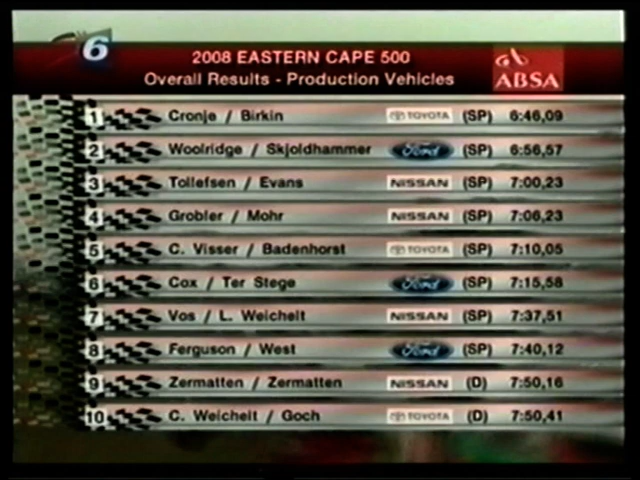 6
2008 EASTERN CAPE 500
Overall Results - Production Vehicles
ABSA
1 Cronje / Birkin TOYOTA (SP) 6:46,09
2 Woolridge / Skjoldhammer Ford (SP) 6:56,57
3 Tollefsen / Evans NISSAN (SP) 7:00,23
4 Grobler / Mohr NISSAN (SP) 7:06,23
5 C. Visser / Badenhorst TOYOTA (SP) 7:10,05
6 Cox / Ter Stege Ford (SP) 7:15,58
7 Vos / L. Weichelt NISSAN (SP) 7:37,51
8 Ferguson / West Ford (SP) 7:40,12
9 Zermatten / Zermatten NISSAN (D) 7:50,16
10 C. Weichelt / Goch TOYOTA (D) 7:50,41